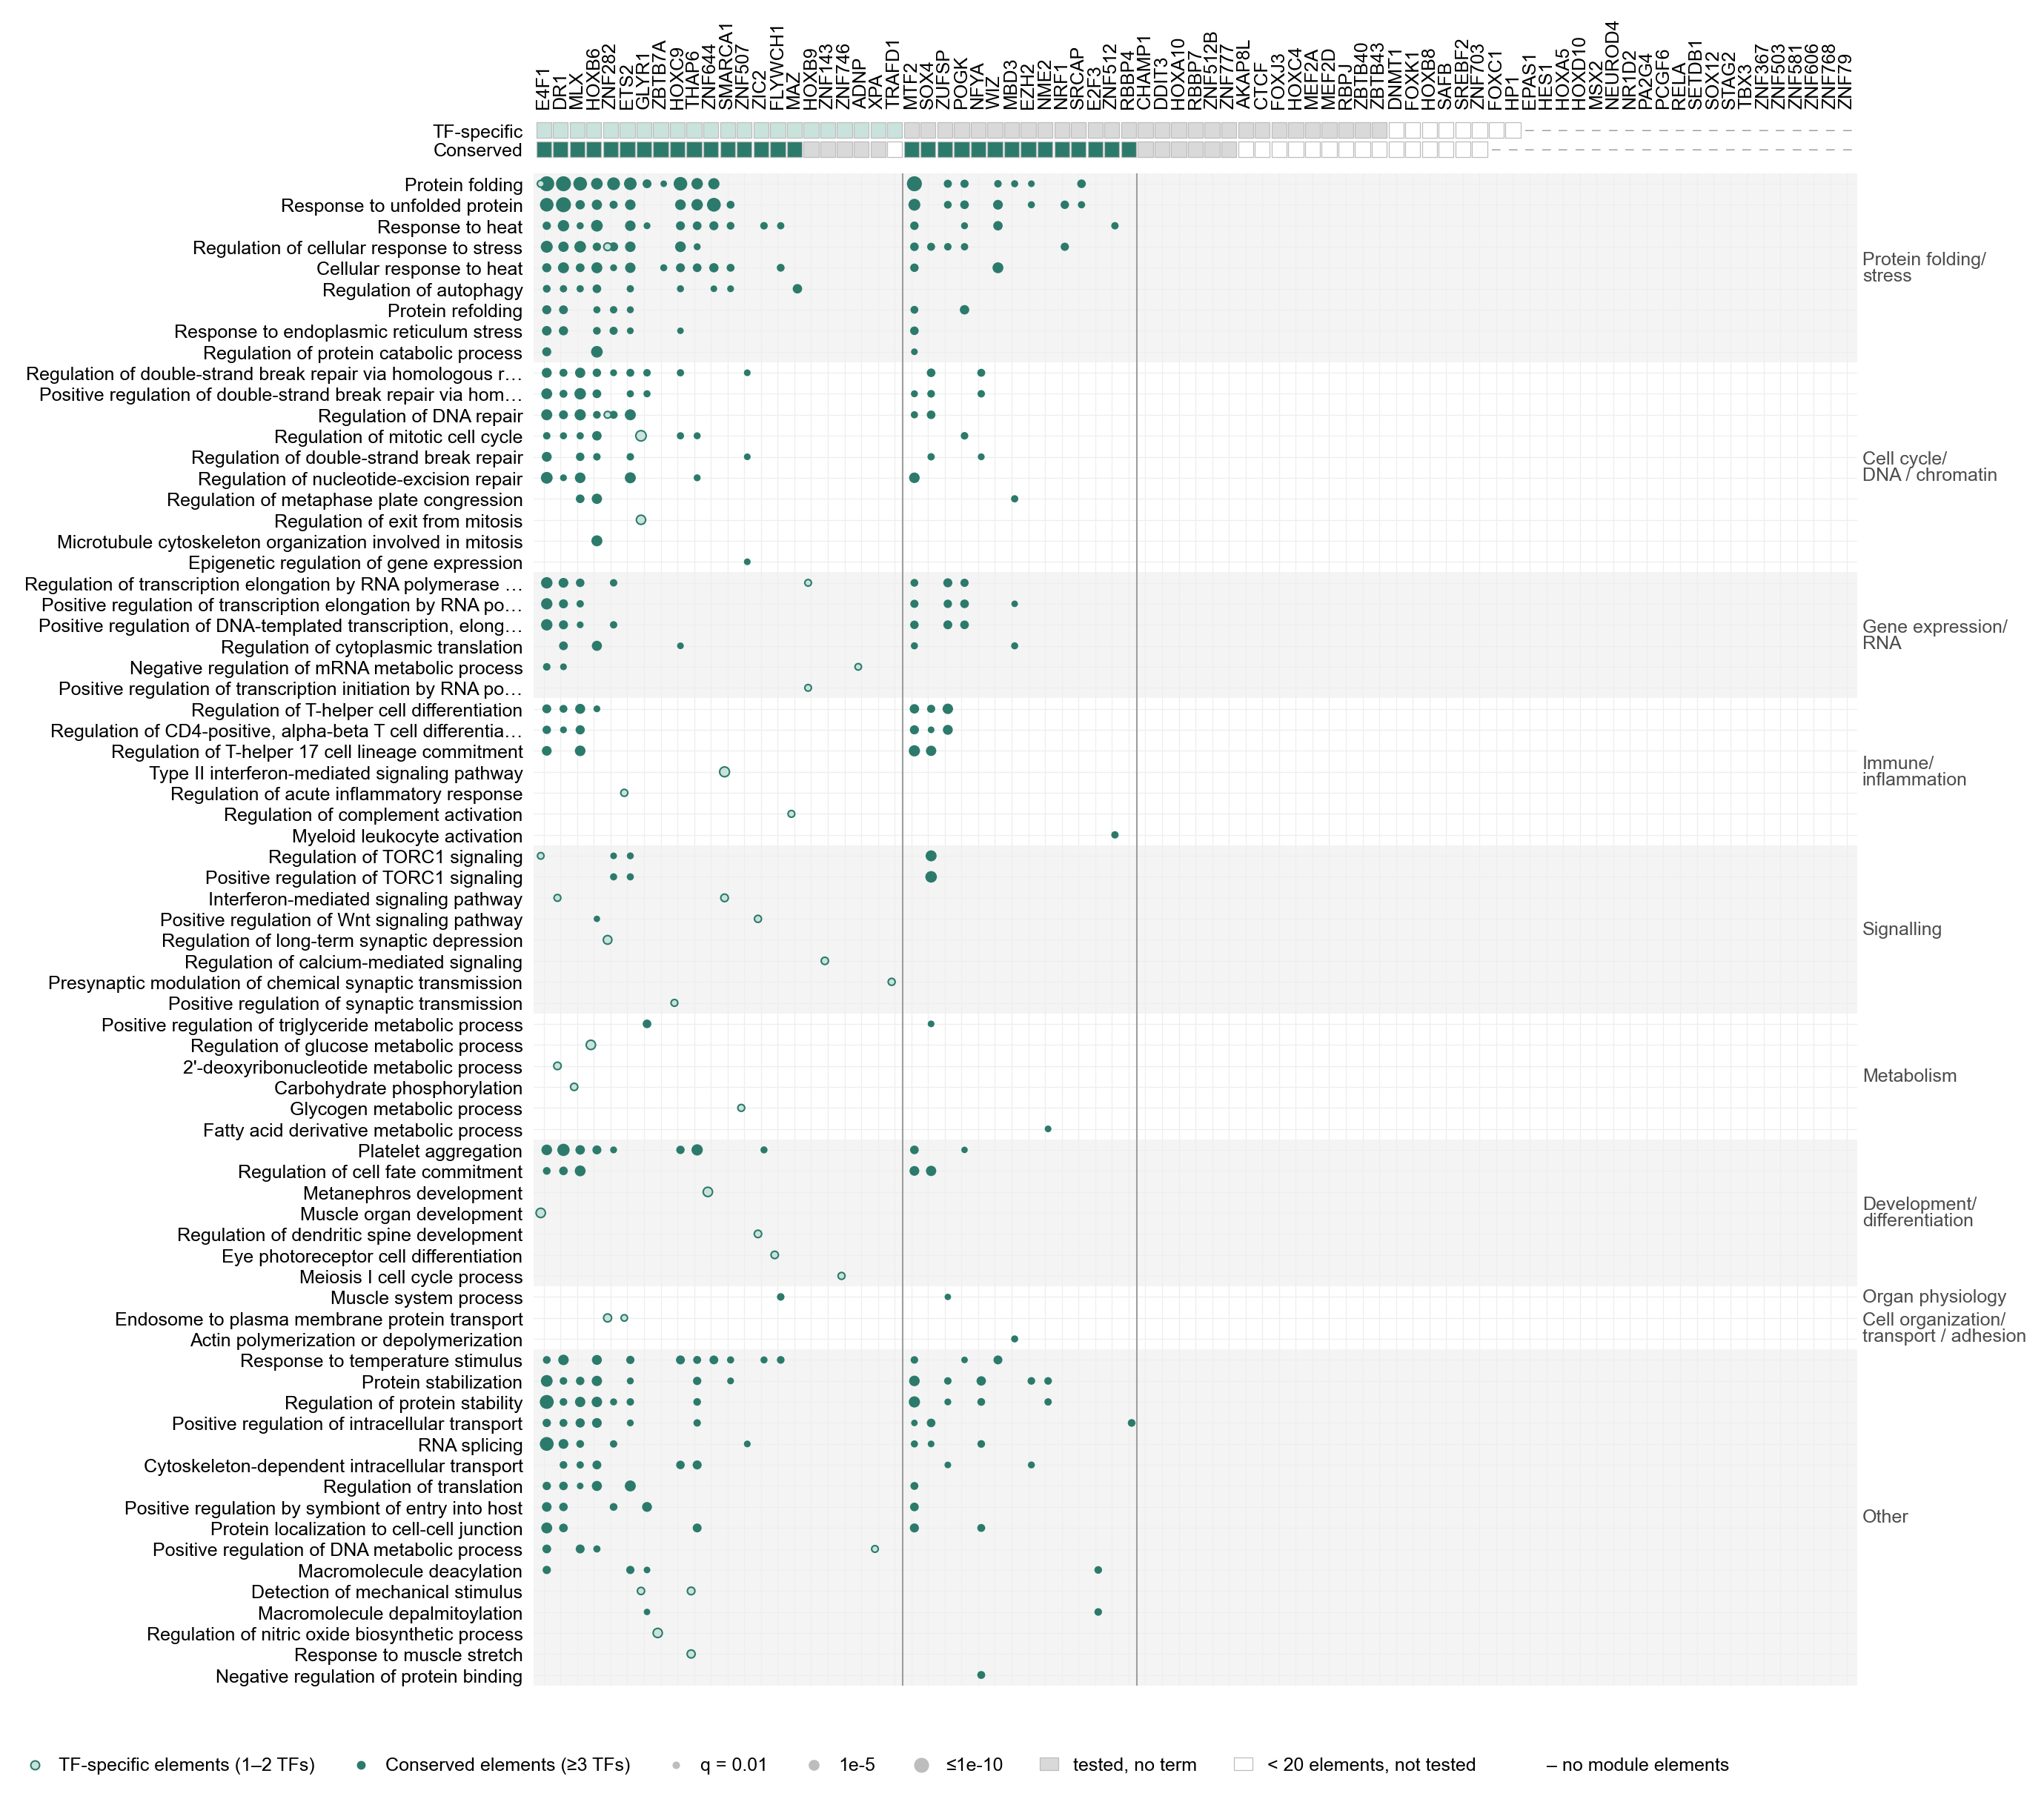 E4F1
DR1
MLX
HOXB6
ZNF282
ETS2
GLYR1
ZBTB7A
HOXC9
THAP6
ZNF644
SMARCA1
ZNF507
ZIC2
FLYWCH1
MAZ
HOXB9
ZNF143
ZNF746
ADNP
XPA
TRAFD1
MTF2
SOX4
ZUFSP
POGK
NFYA
WIZ
MBD3
EZH2
NME2
NRF1
SRCAP
E2F3
ZNF512
RBBP4
CHAMP1
DDIT3
HOXA10
RBBP7
ZNF512B
ZNF777
AKAP8L
CTCF
FOXJ3
HOXC4
MEF2A
MEF2D
RBPJ
ZBTB40
ZBTB43
DNMT1
FOXK1
HOXB8
SAFB
SREBF2
ZNF703
FOXC1
HP1
EPAS1
HES1
HOXA5
HOXD10
MSX2
NEUROD4
NR1D2
PA2G4
PCGF6
RELA
SETDB1
SOX12
STAG2
TBX3
ZNF367
ZNF503
ZNF581
ZNF606
ZNF768
ZNF79
TF-specific
Conserved
Protein folding
Response to unfolded protein
Response to heat
Regulation of cellular response to stress
Cellular response to heat
Regulation of autophagy
Protein refolding
Response to endoplasmic reticulum stress
Regulation of protein catabolic process
Protein folding/
stress
Regulation of double-strand break repair via homologous r…
Positive regulation of double-strand break repair via hom…
Regulation of DNA repair
Regulation of mitotic cell cycle
Regulation of double-strand break repair
Regulation of nucleotide-excision repair
Regulation of metaphase plate congression
Regulation of exit from mitosis
Microtubule cytoskeleton organization involved in mitosis
Epigenetic regulation of gene expression
Cell cycle/
DNA / chromatin
Regulation of transcription elongation by RNA polymerase …
Positive regulation of transcription elongation by RNA po…
Positive regulation of DNA-templated transcription, elong…
Regulation of cytoplasmic translation
Negative regulation of mRNA metabolic process
Positive regulation of transcription initiation by RNA po…
Gene expression/
RNA
Regulation of T-helper cell differentiation
Regulation of CD4-positive, alpha-beta T cell differentia…
Regulation of T-helper 17 cell lineage commitment
Type II interferon-mediated signaling pathway
Regulation of acute inflammatory response
Regulation of complement activation
Myeloid leukocyte activation
Immune/
inflammation
Regulation of TORC1 signaling
Positive regulation of TORC1 signaling
Interferon-mediated signaling pathway
Positive regulation of Wnt signaling pathway
Regulation of long-term synaptic depression
Regulation of calcium-mediated signaling
Presynaptic modulation of chemical synaptic transmission
Positive regulation of synaptic transmission
Signalling
Positive regulation of triglyceride metabolic process
Regulation of glucose metabolic process
2'-deoxyribonucleotide metabolic process
Carbohydrate phosphorylation
Glycogen metabolic process
Fatty acid derivative metabolic process
Metabolism
Platelet aggregation
Regulation of cell fate commitment
Metanephros development
Muscle organ development
Regulation of dendritic spine development
Eye photoreceptor cell differentiation
Meiosis I cell cycle process
Development/
differentiation
Muscle system process
Organ physiology
Endosome to plasma membrane protein transport
Actin polymerization or depolymerization
Cell organization/
transport / adhesion
Response to temperature stimulus
Protein stabilization
Regulation of protein stability
Positive regulation of intracellular transport
RNA splicing
Cytoskeleton-dependent intracellular transport
Regulation of translation
Positive regulation by symbiont of entry into host
Protein localization to cell-cell junction
Positive regulation of DNA metabolic process
Macromolecule deacylation
Detection of mechanical stimulus
Macromolecule depalmitoylation
Regulation of nitric oxide biosynthetic process
Response to muscle stretch
Negative regulation of protein binding
Other
TF-specific elements (1–2 TFs)
Conserved elements (≥3 TFs)
q = 0.01
1e-5
≤1e-10
tested, no term
< 20 elements, not tested
– no module elements